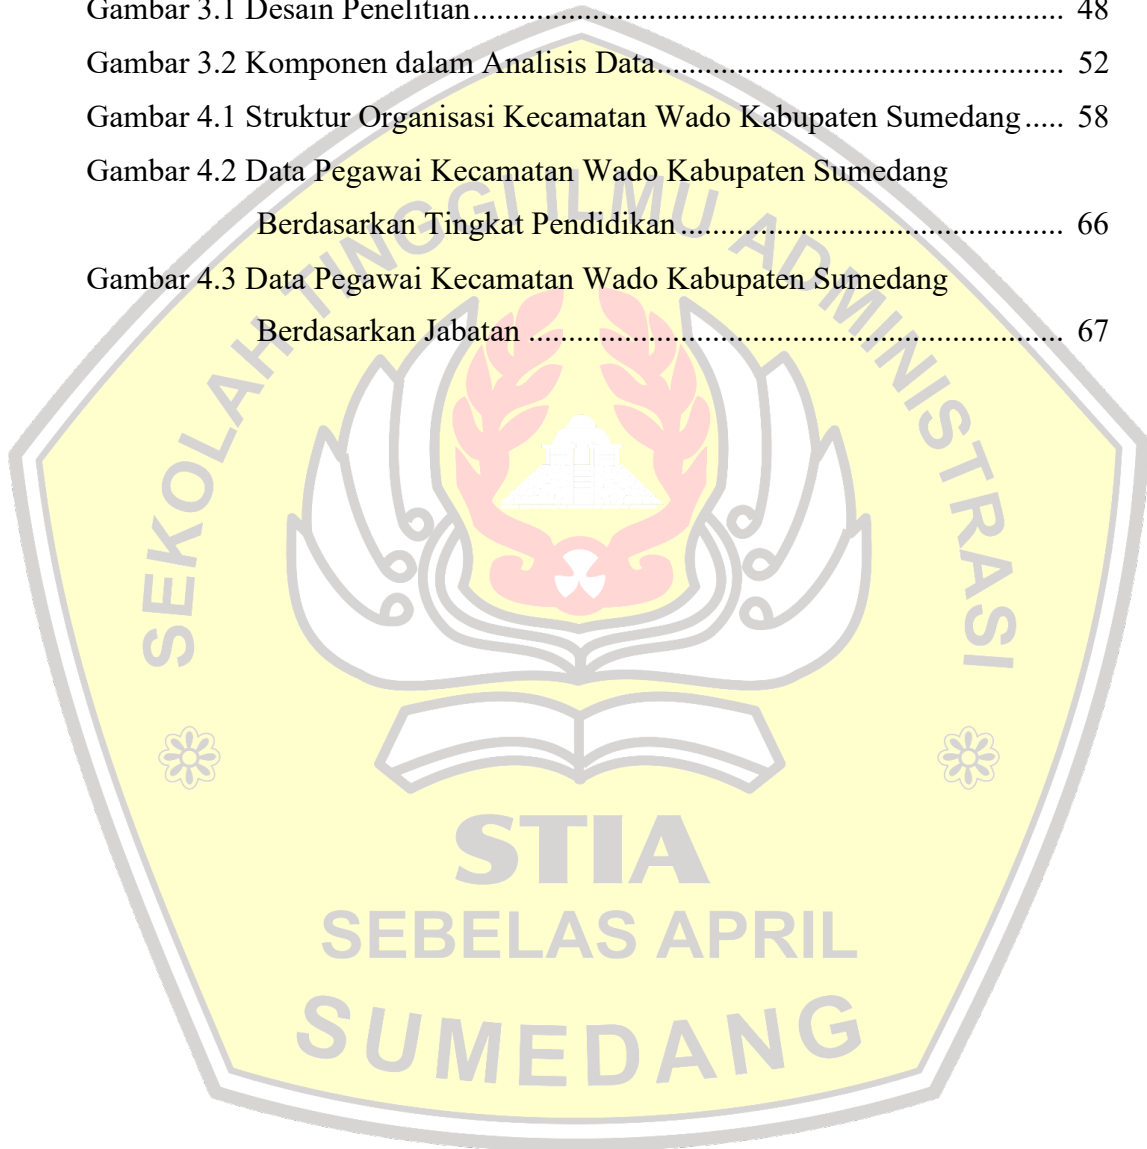 Gambar 3.1 Desain Penelitian.......................................................................... 48
Gambar 3.2 Komponen dalam Analisis Data................................................... 52
Gambar 4.1 Struktur Organisasi Kecamatan Wado Kabupaten Sumedang..... 58
Gambar 4.2 Data Pegawai Kecamatan Wado Kabupaten Sumedang
Berdasarkan Tingkat Pendidikan................................................ 66
Gambar 4.3 Data Pegawai Kecamatan Wado Kabupaten Sumedang
Berdasarkan Jabatan ................................................................... 67
SEKOLAH TINGGI ILMU ADMINISTRASI
STIA
SEBELAS APRIL
SUMEDANG